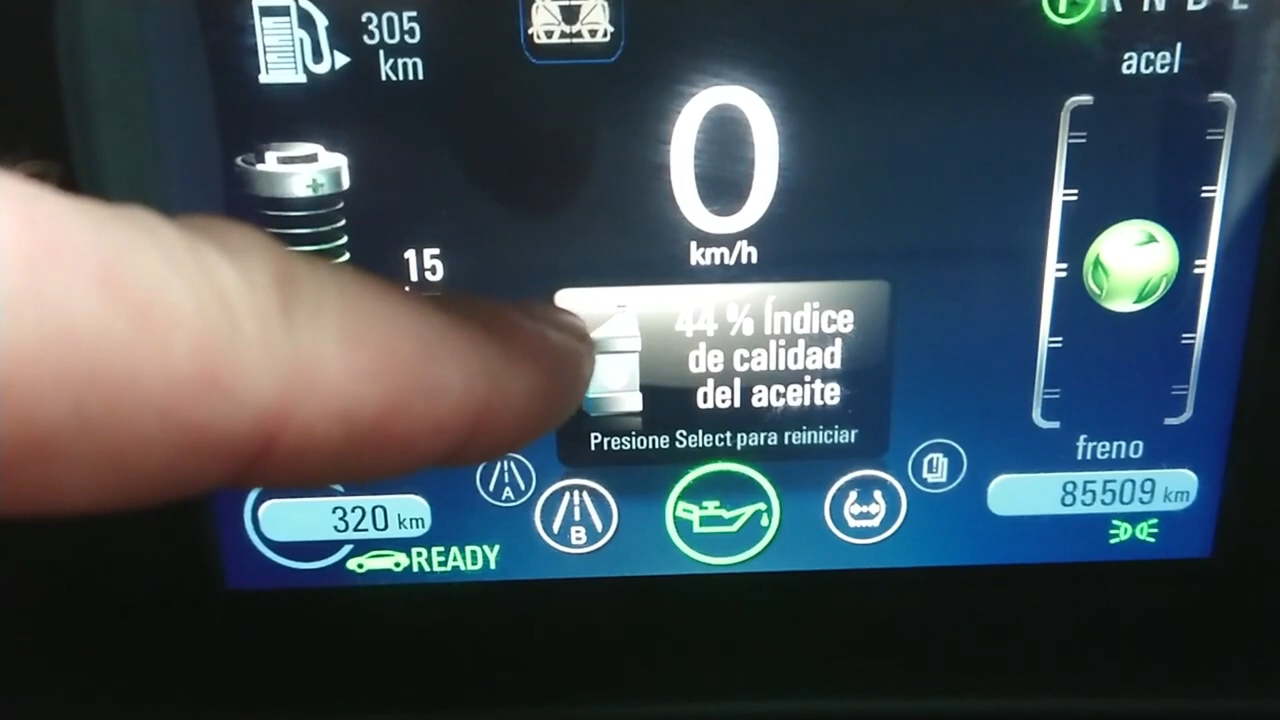 305
km
R N D L
acel
0
km/h
15
44 % Índice
de calidad
del aceite
Presione Select para reiniciar
freno
A
B
320 km
85509 km
READY